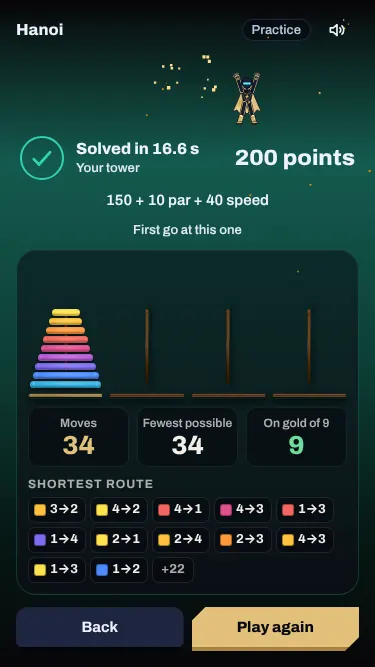 Hanoi
Practice
Solved in 16.6 s
Your tower
200 points
150 + 10 par + 40 speed
First go at this one
Moves
34
Fewest possible
34
On gold of 9
9
SHORTEST ROUTE
3→2 4→2 4→1 4→3 1→3
1→4 2→1 2→4 2→3 4→3
1→3 1→2 +22
Back
Play again